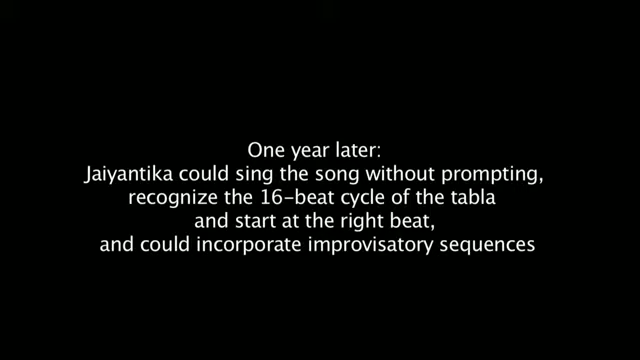 One year later:
Jaiyantika could sing the song without prompting,
recognize the 16-beat cycle of the tabla
and start at the right beat,
and could incorporate improvisatory sequences